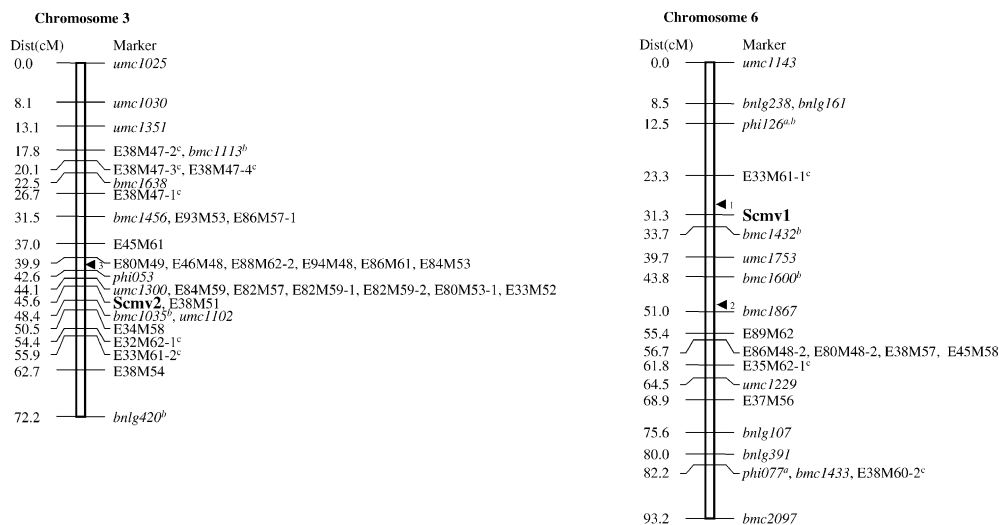 Chromosome 3
Dist(cM) Marker
0.0 umc1025
8.1 umc1030
13.1 umc1351
17.8 E38M47-2ᶜ, bmc1113ᵇ
20.1 E38M47-3ᶜ, E38M47-4ᶜ
22.5 bmc1638
26.7 E38M47-1ᶜ
31.5 bmc1456, E93M53, E86M57-1
37.0 E45M61
39.9 E80M49, E46M48, E88M62-2, E94M48, E86M61, E84M53
3
42.6 phi053
44.1 umc1300, E84M59, E82M57, E82M59-1, E82M59-2, E80M53-1, E33M52
45.6 Scmv2, E38M51
48.4 bmc1035ᵇ, umc1102
50.5 E34M58
54.4 E32M62-1ᶜ
55.9 E33M61-2ᶜ
62.7 E38M54
72.2 bnlg420ᵇ
Chromosome 6
Dist(cM) Marker
0.0 umc1143
8.5 bnlg238, bnlg161
12.5 phi126ᵃ·ᵇ
23.3 E33M61-1ᶜ
1
31.3 Scmv1
33.7 bmc1432ᵇ
39.7 umc1753
43.8 bmc1600ᵇ
2
51.0 bmc1867
55.4 E89M62
56.7 E86M48-2, E80M48-2, E38M57, E45M58
61.8 E35M62-1ᶜ
64.5 umc1229
68.9 E37M56
75.6 bnlg107
80.0 bnlg391
82.2 phi077ᵃ, bmc1433, E38M60-2ᶜ
93.2 bmc2097